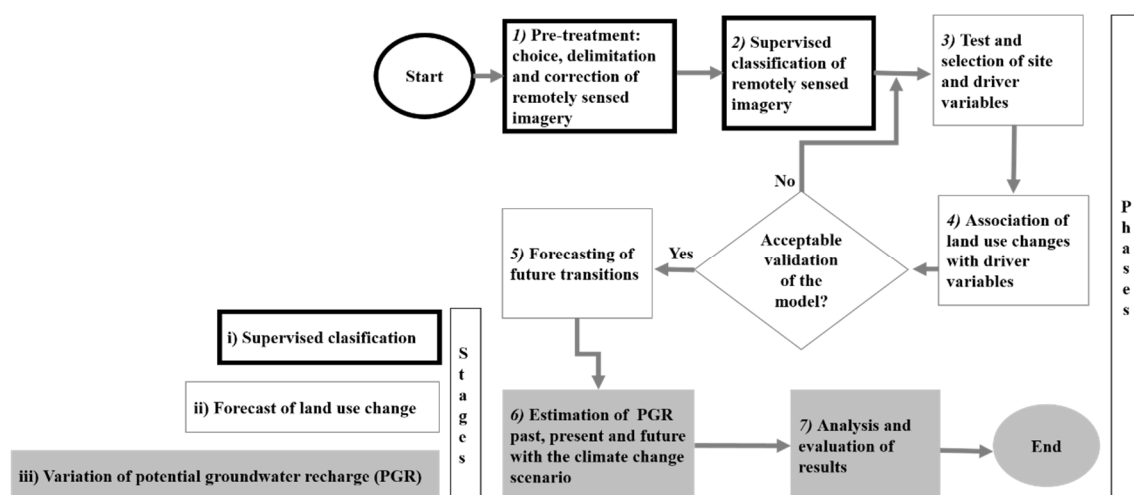 Start
1) Pre-treatment:
choice, delimitation
and correction of
remotely sensed
imagery
2) Supervised
classification of
remotely sensed
imagery
3) Test and
selection of site
and driver
variables
4) Association of
land use changes
with driver
variables
Acceptable
validation
of the
model?
No
Yes
5) Forecasting of
future transitions
6) Estimation of PGR
past, present and future
with the climate change
scenario
7) Analysis and
evaluation of
results
End
Phases
i) Supervised clasification
ii) Forecast of land use change
iii) Variation of potential groundwater recharge (PGR)
Stages